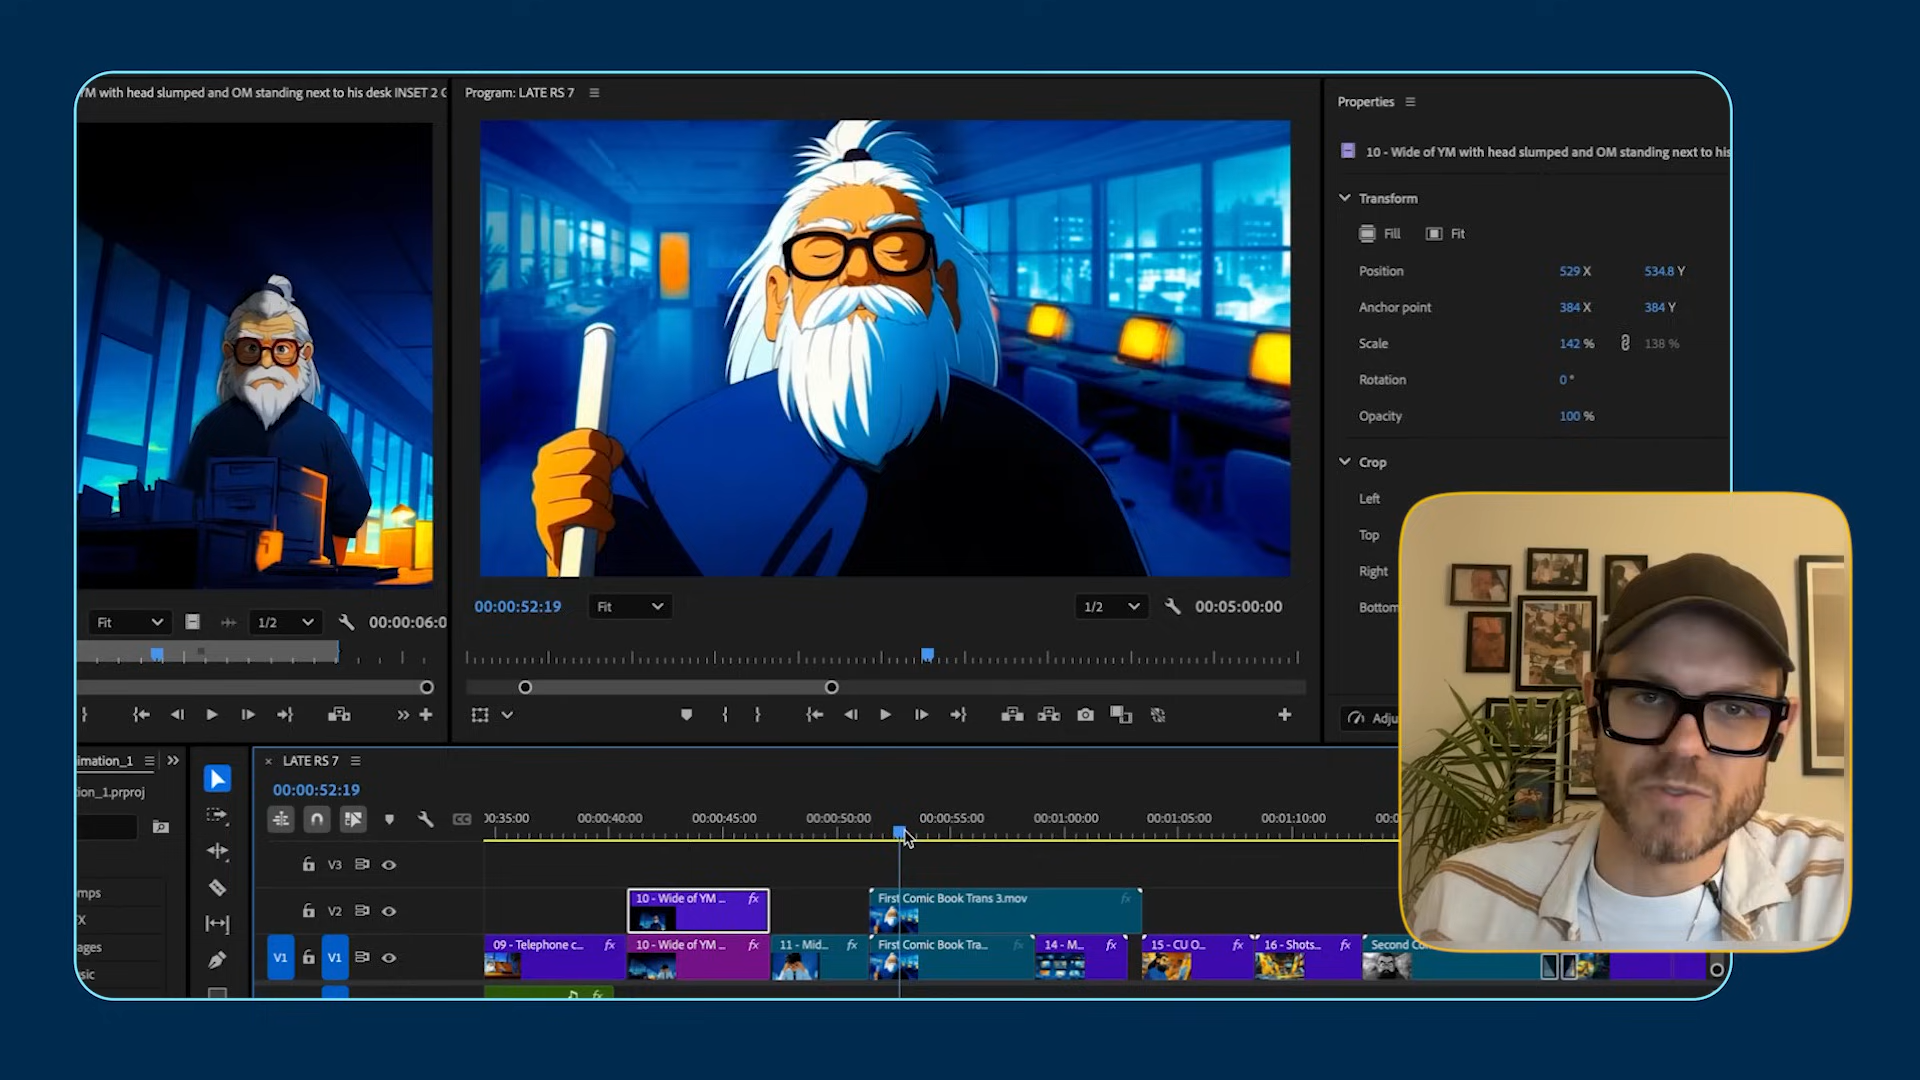 YM with head slumped and OM standing next to his desk INSET 2
Program: LATE RS 7
Properties
10 - Wide of YM with head slumped and OM standing next to his
Transform
Fill Fit
Position 529 X 534.8 Y
Anchor point 384 X 384 Y
Scale 142 % 138 %
Rotation 0 °
Opacity 100 %
Crop
Left
Top
Right
Bottom
Fit 1/2 00:00:06:0
00:00:52:19 Fit 1/2 00:05:00:00
Adju
imation_1
ion_1.prproj
mps
X
ages
sic
× LATE RS 7
00:00:52:19
CC
00:35:00 00:00:40:00 00:00:45:00 00:00:50:00 00:00:55:00 00:01:00:00 00:01:05:00 00:01:10:00 00:0
V3
V2
10 - Wide of YM ... fx
First Comic Book Trans 3.mov fx
V1 V1
09 - Telephone c... fx
10 - Wide of YM ... fx
11 - Mid... fx
First Comic Book Tra... fx
14 - M... fx
15 - CU O... fx
16 - Shots... fx
Second Co
fx